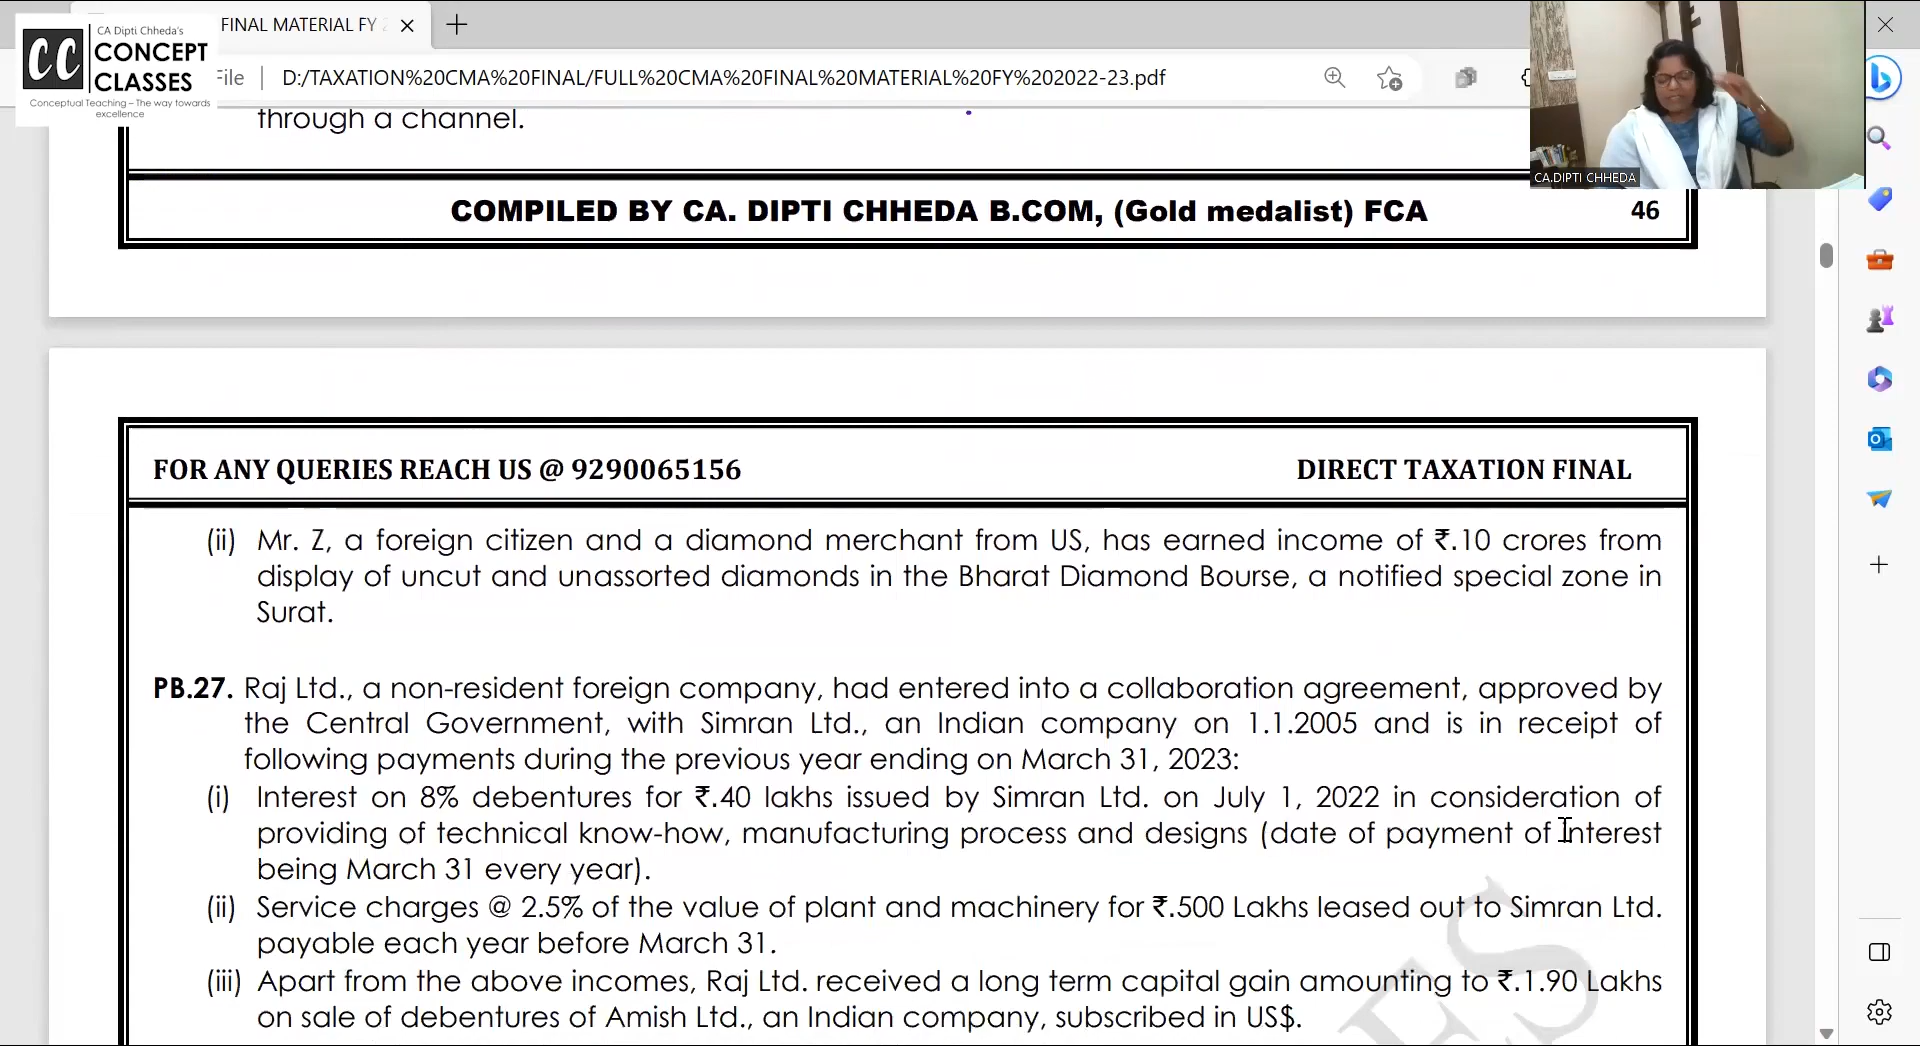 CA Dipti Chheda's
CC CONCEPT
CLASSES
Conceptual Teaching – The way towards
excellence
FINAL MATERIAL FY 2
File
D:/TAXATION%20CMA%20FINAL/FULL%20CMA%20FINAL%20MATERIAL%20FY%202022-23.pdf
CA.DIPTI CHHEDA
through a channel.
COMPILED BY CA. DIPTI CHHEDA B.COM, (Gold medalist) FCA 46
FOR ANY QUERIES REACH US @ 9290065156 DIRECT TAXATION FINAL
(ii) Mr. Z, a foreign citizen and a diamond merchant from US, has earned income of ₹.10 crores from
display of uncut and unassorted diamonds in the Bharat Diamond Bourse, a notified special zone in
Surat.
PB.27. Raj Ltd., a non-resident foreign company, had entered into a collaboration agreement, approved by
the Central Government, with Simran Ltd., an Indian company on 1.1.2005 and is in receipt of
following payments during the previous year ending on March 31, 2023:
(i) Interest on 8% debentures for ₹.40 lakhs issued by Simran Ltd. on July 1, 2022 in consideration of
providing of technical know-how, manufacturing process and designs (date of payment of interest
being March 31 every year).
(ii) Service charges @ 2.5% of the value of plant and machinery for ₹.500 Lakhs leased out to Simran Ltd.
payable each year before March 31.
(iii) Apart from the above incomes, Raj Ltd. received a long term capital gain amounting to ₹.1.90 Lakhs
on sale of debentures of Amish Ltd., an Indian company, subscribed in US$.